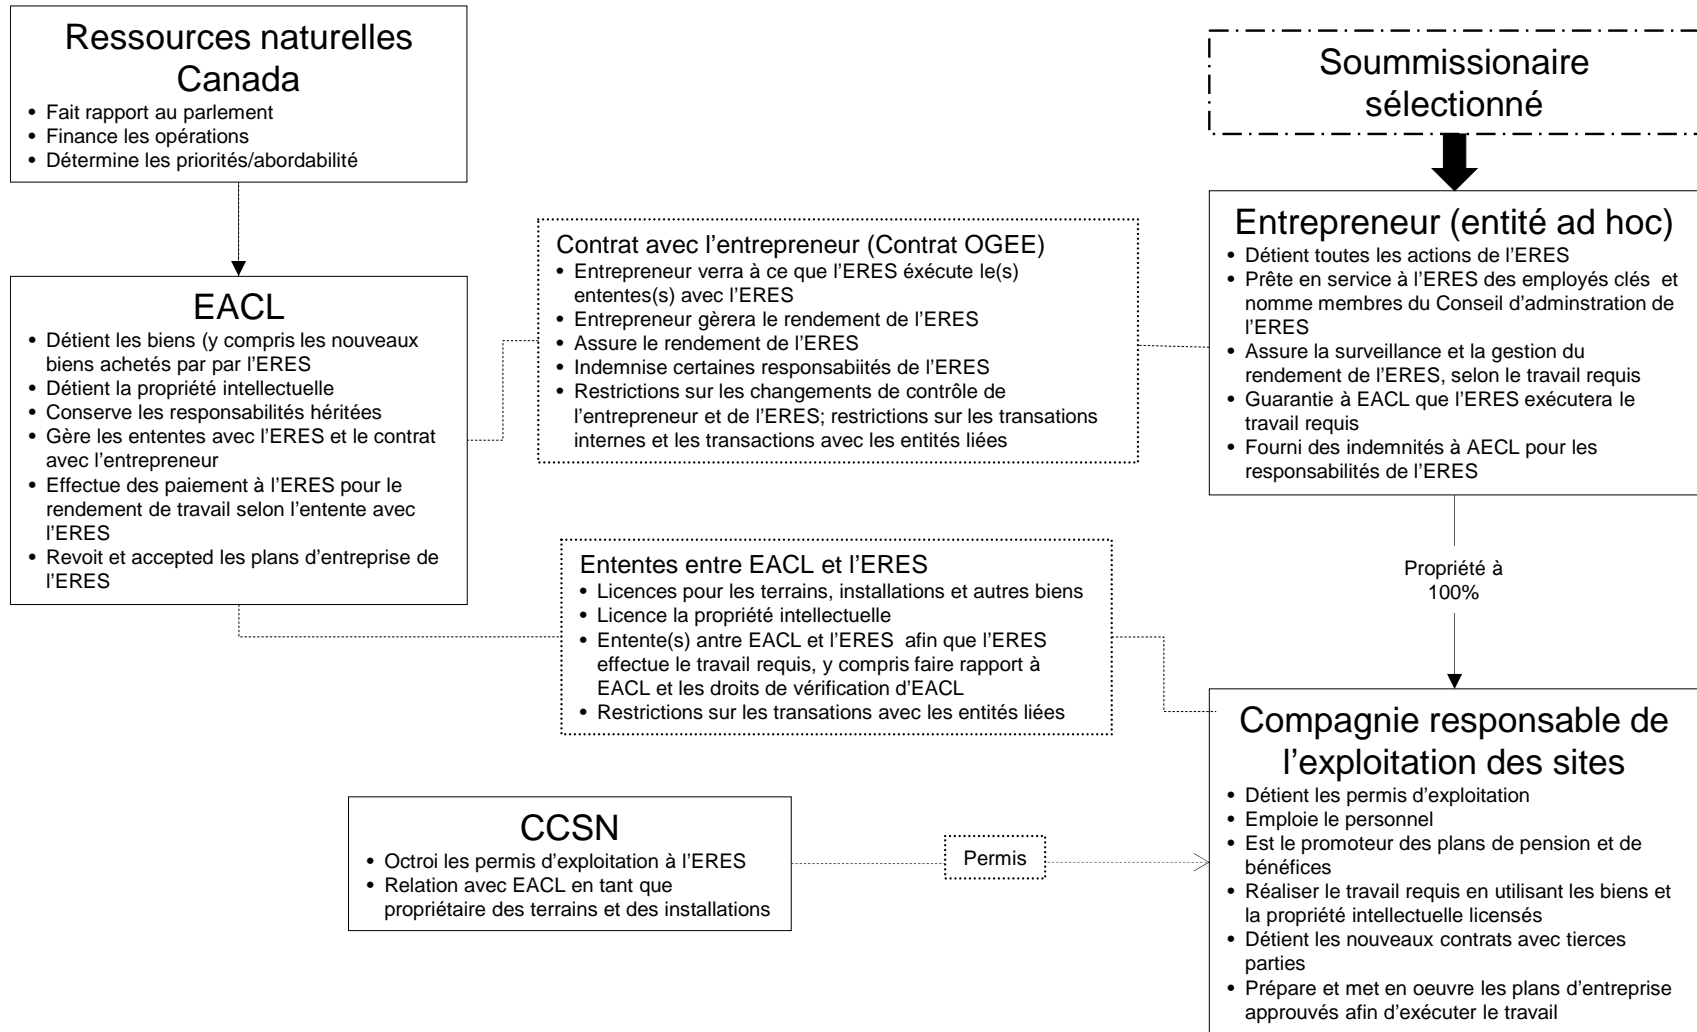 Ressources naturelles
Canada
• Fait rapport au parlement
• Finance les opérations
• Détermine les priorités/abordabilité
Soummissionaire
sélectionné
Entrepreneur (entité ad hoc)
• Détient toutes les actions de l’ERES
• Prête en service à l’ERES des employés clés et
nomme membres du Conseil d’adminstration de
l’ERES
• Assure la surveillance et la gestion du
rendement de l’ERES, selon le travail requis
• Guarantie à EACL que l’ERES exécutera le
travail requis
• Fourni des indemnités à AECL pour les
responsabilités de l’ERES
Contrat avec l’entrepreneur (Contrat OGEE)
• Entrepreneur verra à ce que l’ERES éxécute le(s)
ententes(s) avec l’ERES
• Entrepreneur gèrera le rendement de l’ERES
• Assure le rendement de l’ERES
• Indemnise certaines responsabiités de l’ERES
• Restrictions sur les changements de contrôle de
l’entrepreneur et de l’ERES; restrictions sur les transations
internes et les transactions avec les entités liées
EACL
• Détient les biens (y compris les nouveaux
biens achetés par par l’ERES
• Détient la propriété intellectuelle
• Conserve les responsabilités héritées
• Gère les ententes avec l’ERES et le contrat
avec l’entrepreneur
• Effectue des paiement à l’ERES pour le
rendement de travail selon l’entente avec
l’ERES
• Revoit et accepted les plans d’entreprise de
l’ERES
Ententes entre EACL et l’ERES
• Licences pour les terrains, installations et autres biens
• Licence la propriété intellectuelle
• Entente(s) antre EACL et l’ERES afin que l’ERES
effectue le travail requis, y compris faire rapport à
EACL et les droits de vérification d’EACL
• Restrictions sur les transations avec les entités liées
Propriété à
100%
Compagnie responsable de
l’exploitation des sites
• Détient les permis d’exploitation
• Emploie le personnel
• Est le promoteur des plans de pension et de
bénéfices
• Réaliser le travail requis en utilisant les biens et
la propriété intellectuelle licensés
• Détient les nouveaux contrats avec tierces
parties
• Prépare et met en oeuvre les plans d’entreprise
approuvés afin d’exécuter le travail
CCSN
• Octroi les permis d’exploitation à l’ERES
• Relation avec EACL en tant que
propriétaire des terrains et des installations
Permis